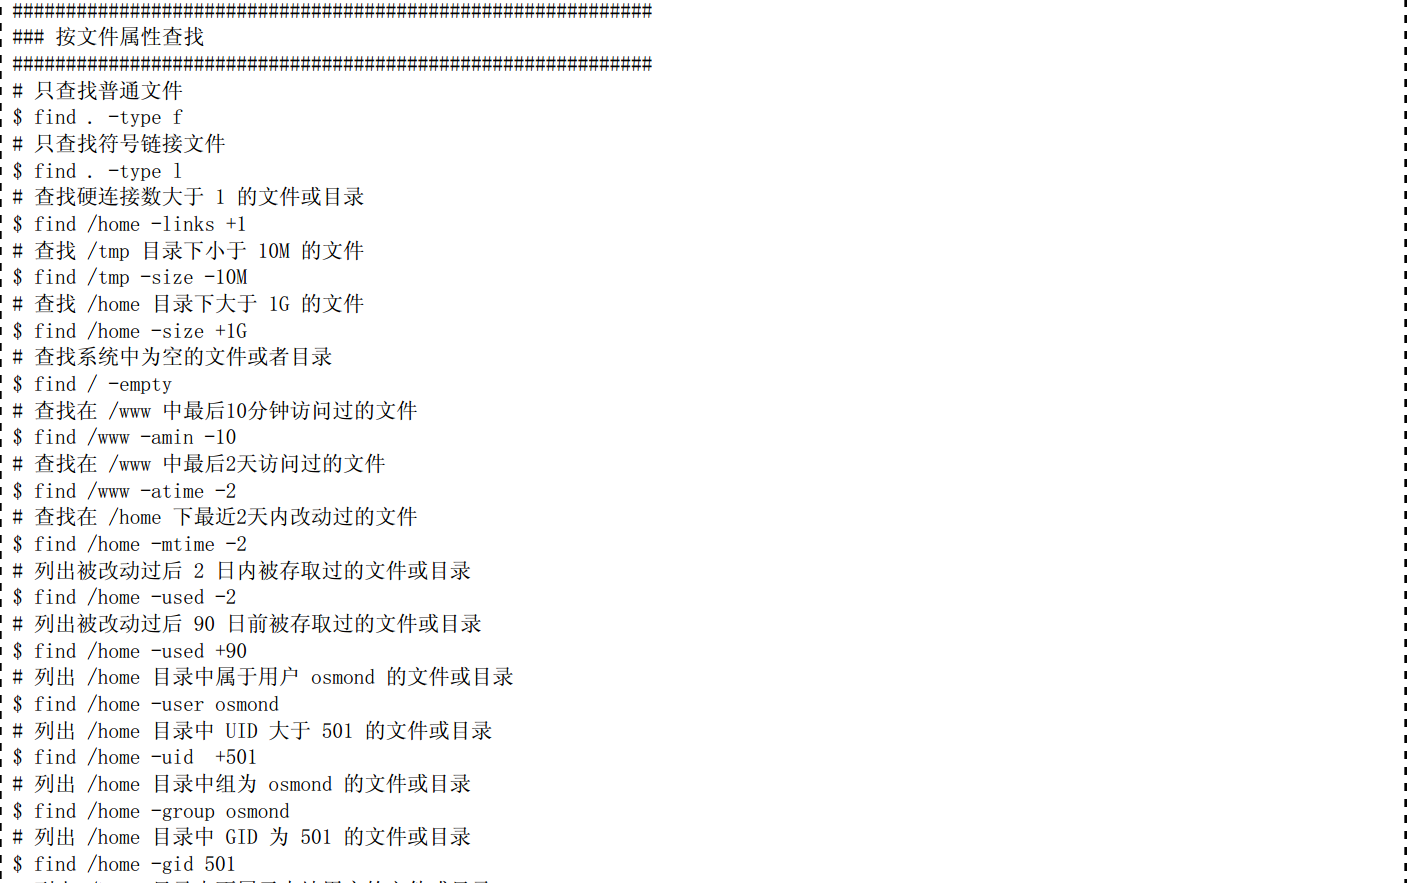 ############################################################
### 按文件属性查找
############################################################
# 只查找普通文件
$ find . -type f
# 只查找符号链接文件
$ find . -type l
# 查找硬连接数大于 1 的文件或目录
$ find /home -links +1
# 查找 /tmp 目录下小于 10M 的文件
$ find /tmp -size -10M
# 查找 /home 目录下大于 1G 的文件
$ find /home -size +1G
# 查找系统中为空的文件或者目录
$ find / -empty
# 查找在 /www 中最后10分钟访问过的文件
$ find /www -amin -10
# 查找在 /www 中最后2天访问过的文件
$ find /www -atime -2
# 查找在 /home 下最近2天内改动过的文件
$ find /home -mtime -2
# 列出被改动过后 2 日内被存取过的文件或目录
$ find /home -used -2
# 列出被改动过后 90 日前被存取过的文件或目录
$ find /home -used +90
# 列出 /home 目录中属于用户 osmond 的文件或目录
$ find /home -user osmond
# 列出 /home 目录中 UID 大于 501 的文件或目录
$ find /home -uid  +501
# 列出 /home 目录中组为 osmond 的文件或目录
$ find /home -group osmond
# 列出 /home 目录中 GID 为 501 的文件或目录
$ find /home -gid 501